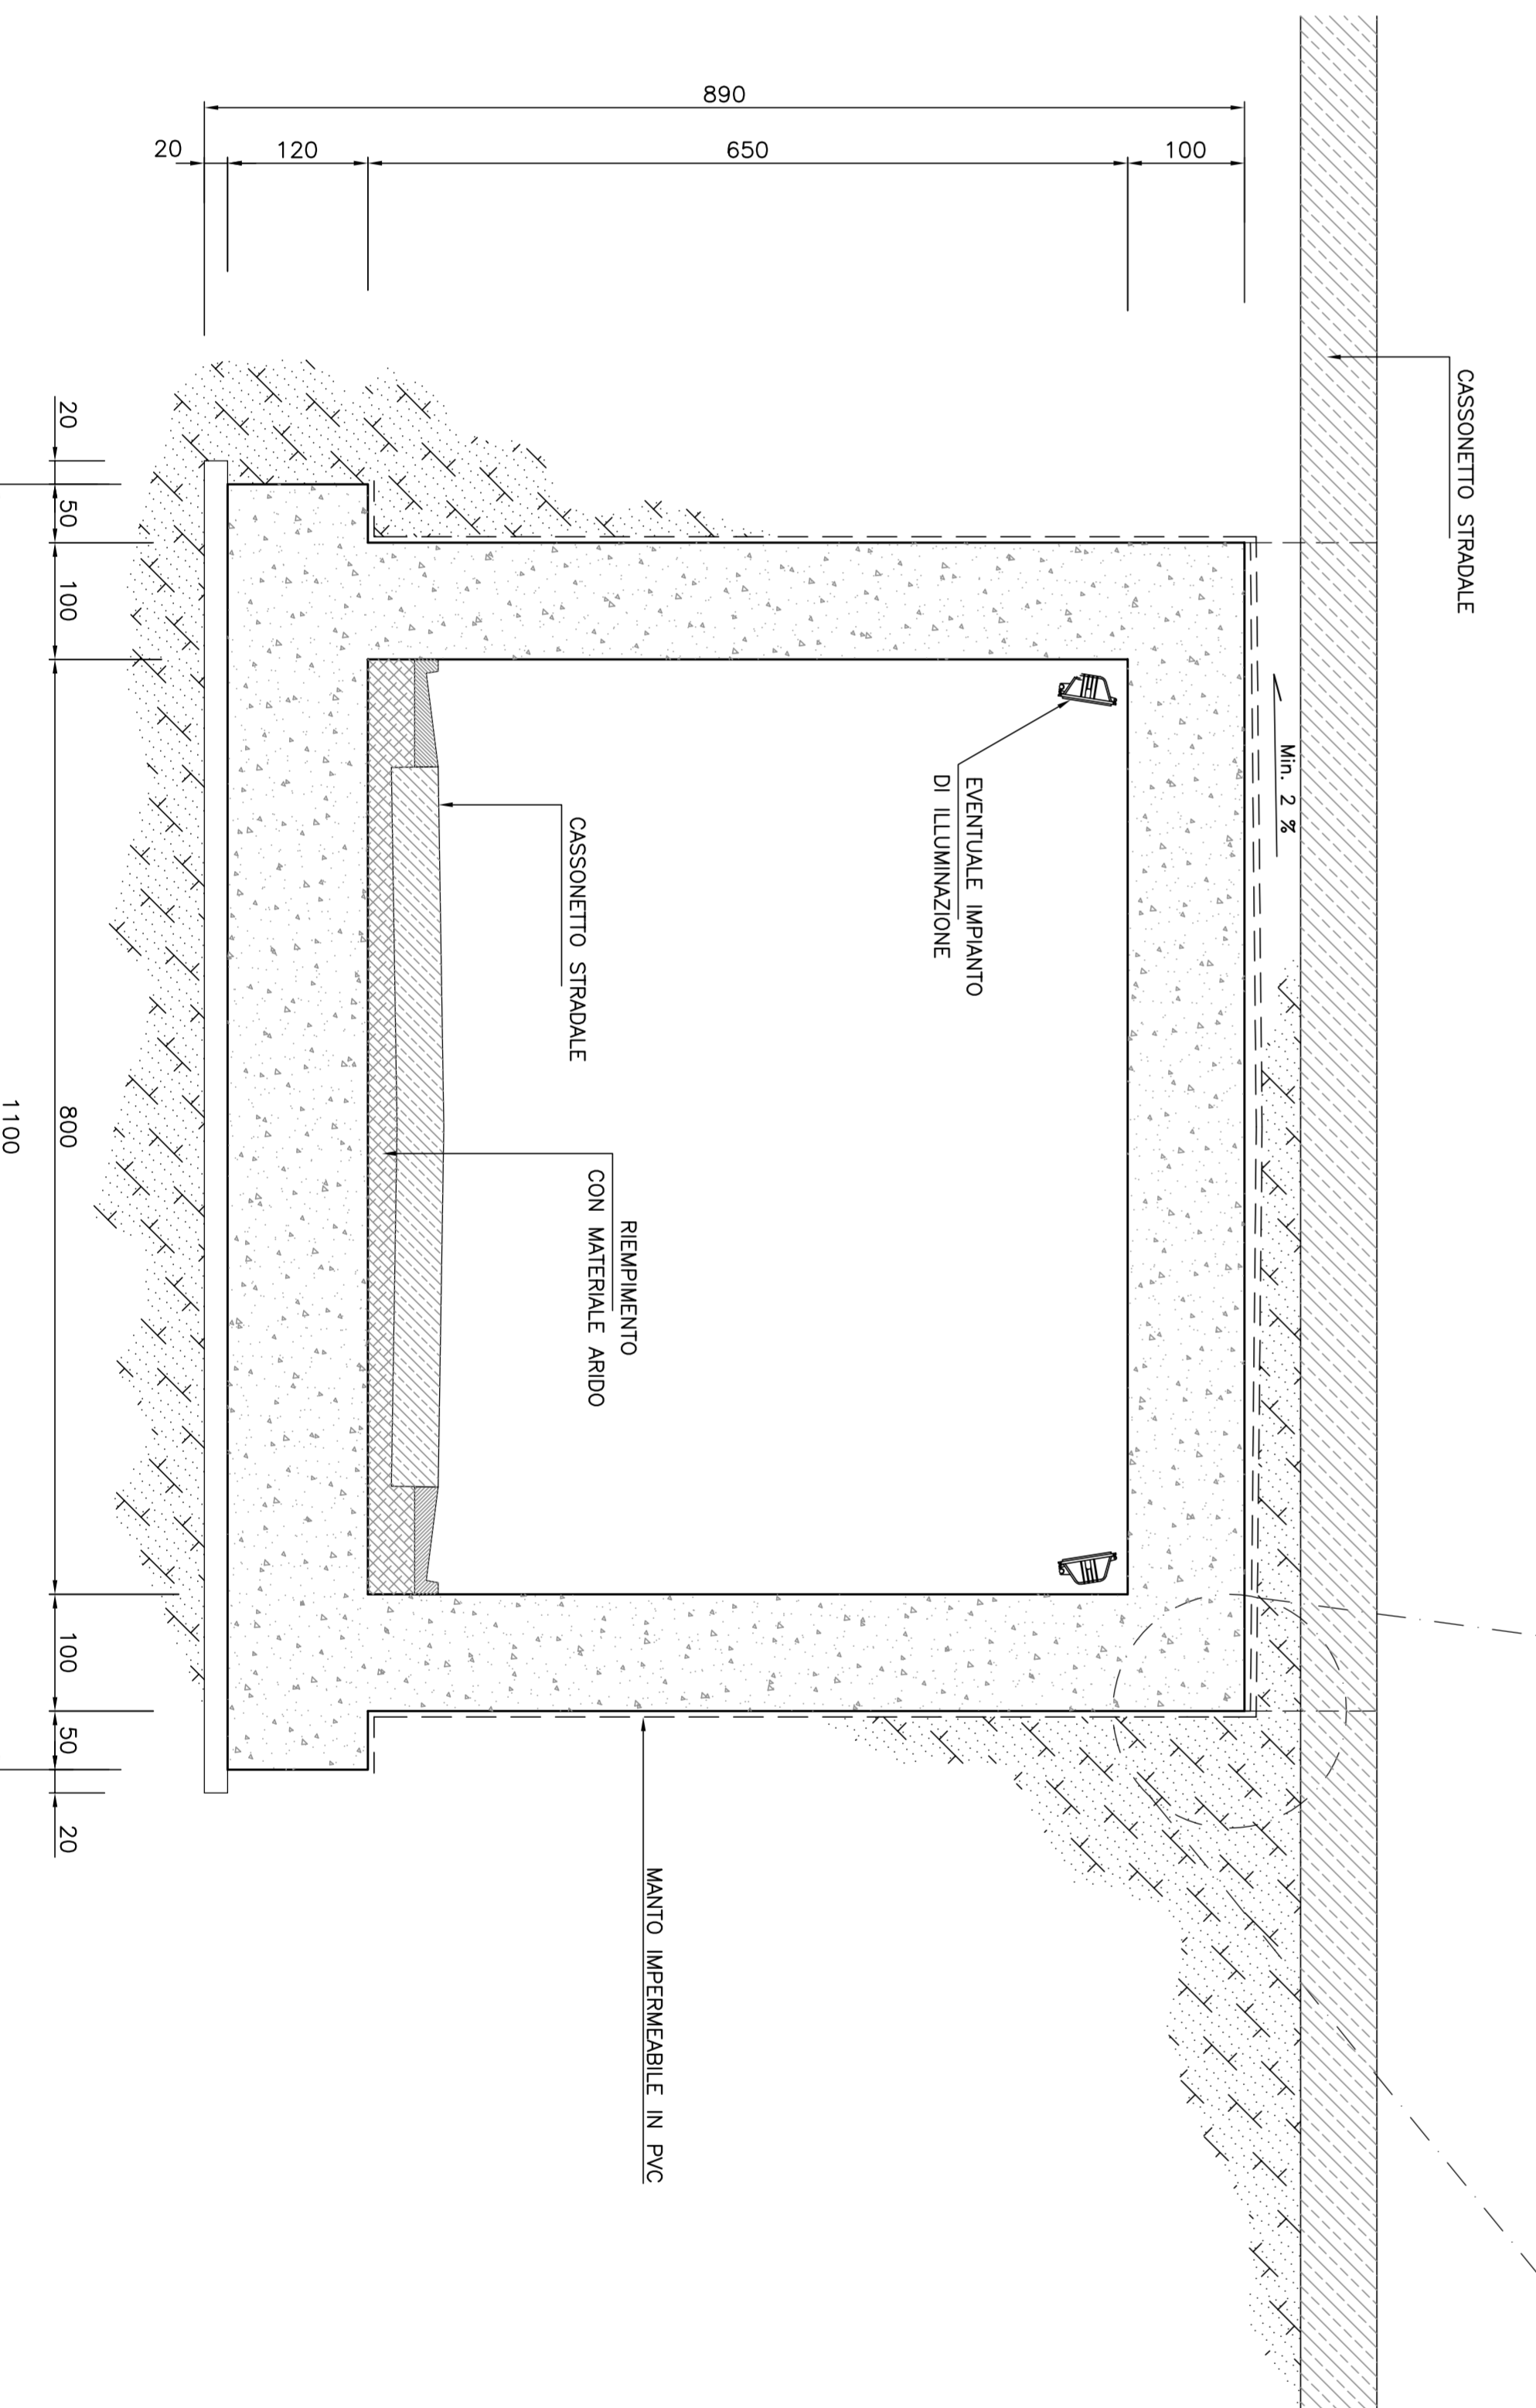 CASSONETTO STRADALE
Min. 2 %
EVENTUALE IMPIANTO
DI ILLUMINAZIONE
CASSONETTO STRADALE
RIEMPIMENTO
CON MATERIALE ARIDO
MANTO IMPERMEABILE IN PVC
890
100
650
120
20
20
50
100
800
100
50
20
1100